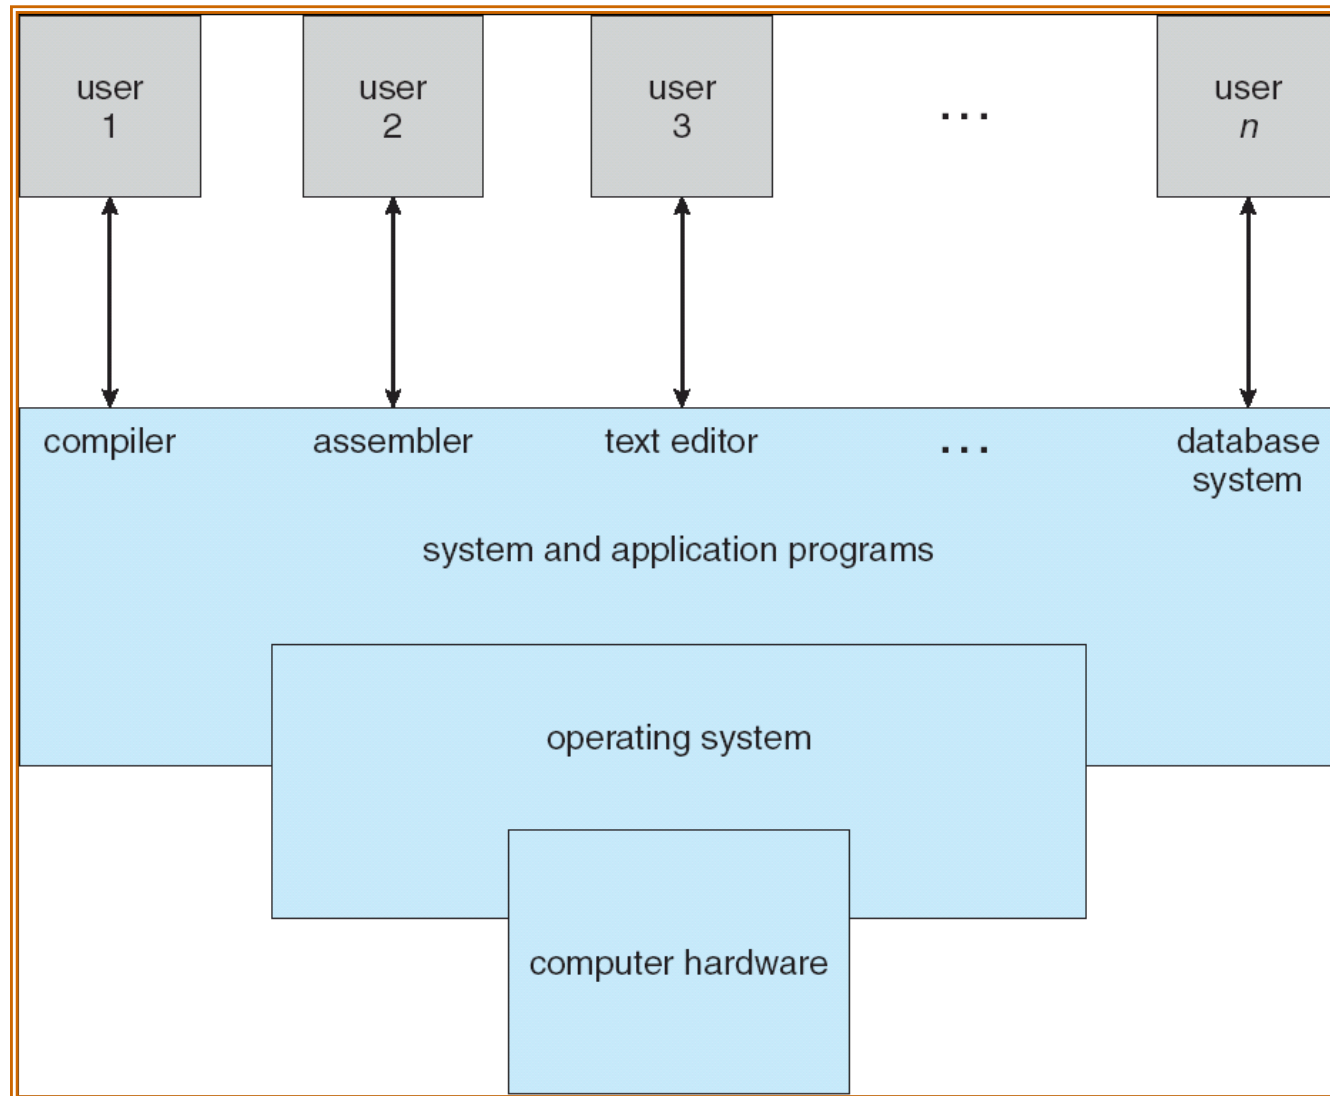 user
1
user
2
user
3
...
user
n
compiler
assembler
text editor
...
database
system
system and application programs
operating system
computer hardware